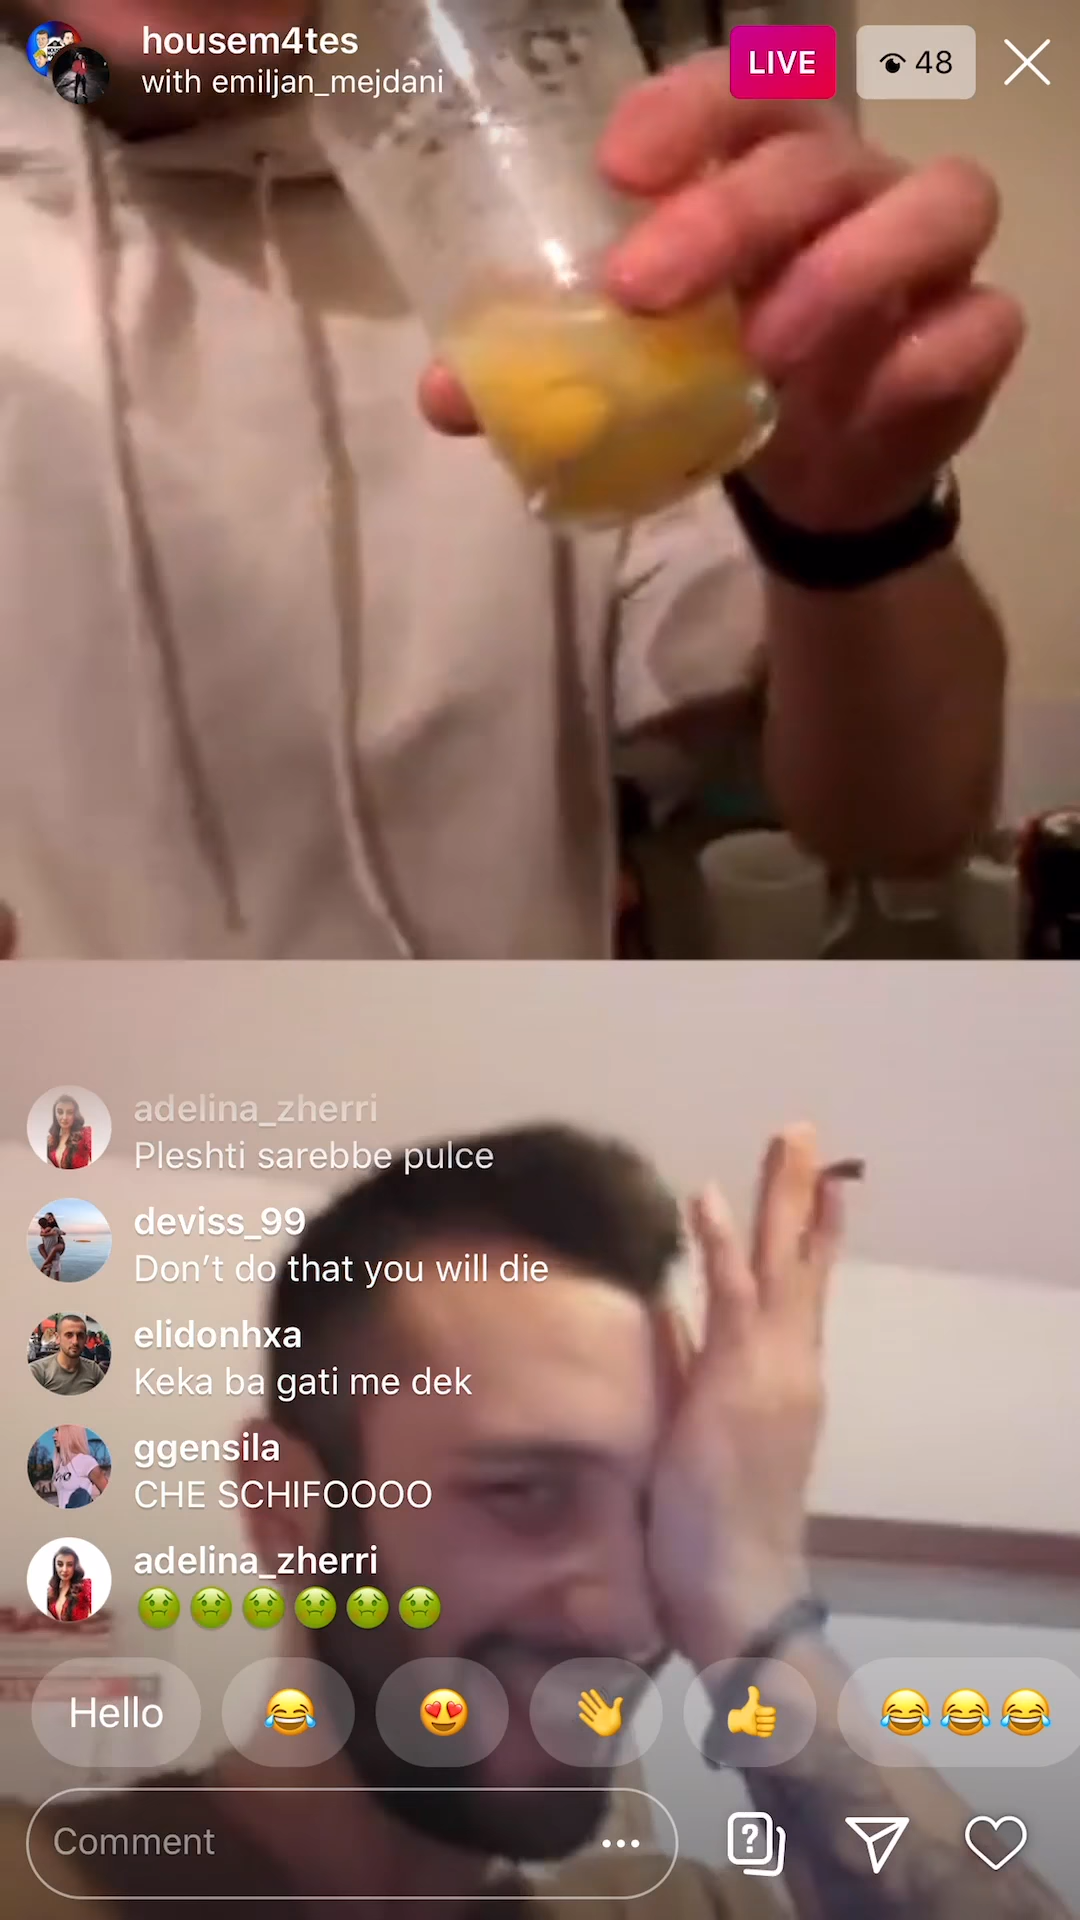 housem4tes
with emiljan_mejdani
LIVE
48
adelina_zherri
Pleshti sarebbe pulce
deviss_99
Don't do that you will die
elidonhxa
Keka ba gati me dek
ggensila
CHE SCHIFOOOO
adelina_zherri
🤢🤢🤢🤢🤢🤢
Hello 😂 😍 👋 👍 😂😂😂
Comment